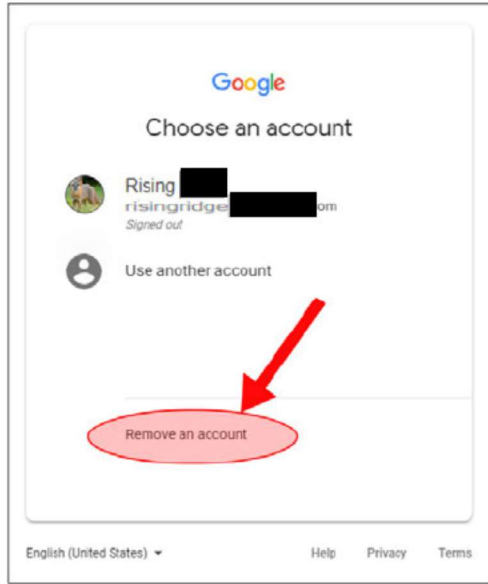 Google
Choose an account
Rising
risingridge om
Signed out
Use another account
Remove an account
English (United States)
Help Privacy Terms